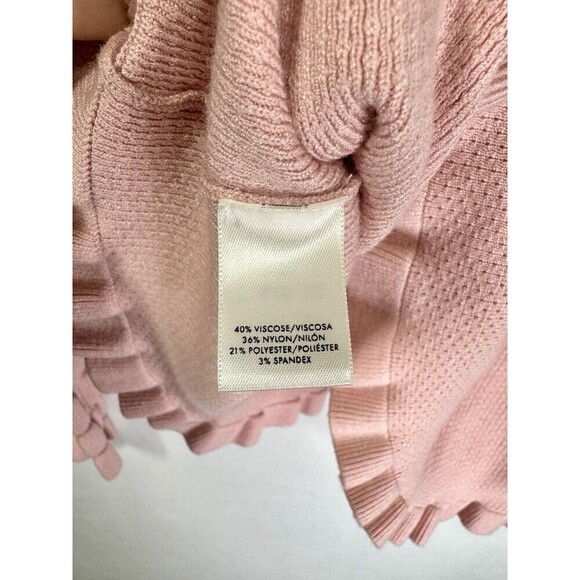 40% VISCOSE/VISCOSA
36% NYLON/NILÓN
21% POLYESTER/POLIÉSTER
3% SPANDEX